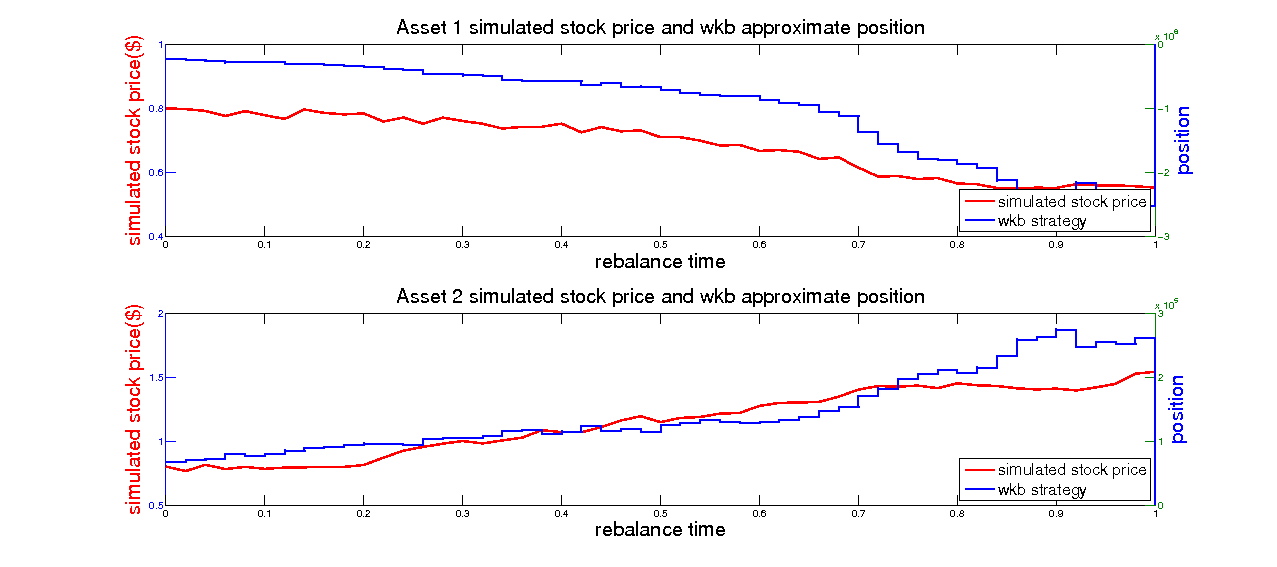 Asset 1 simulated stock price and wkb approximate position
simulated stock price($)
1
0.8
0.6
0.4
0 0.1 0.2 0.3 0.4 0.5 0.6 0.7 0.8 0.9 1
rebalance time
0
-1
-2
-3
position
simulated stock price
wkb strategy
Asset 2 simulated stock price and wkb approximate position
simulated stock price($)
2
1.5
1
0.5
0 0.1 0.2 0.3 0.4 0.5 0.6 0.7 0.8 0.9 1
rebalance time
3
2
1
0
position
simulated stock price
wkb strategy